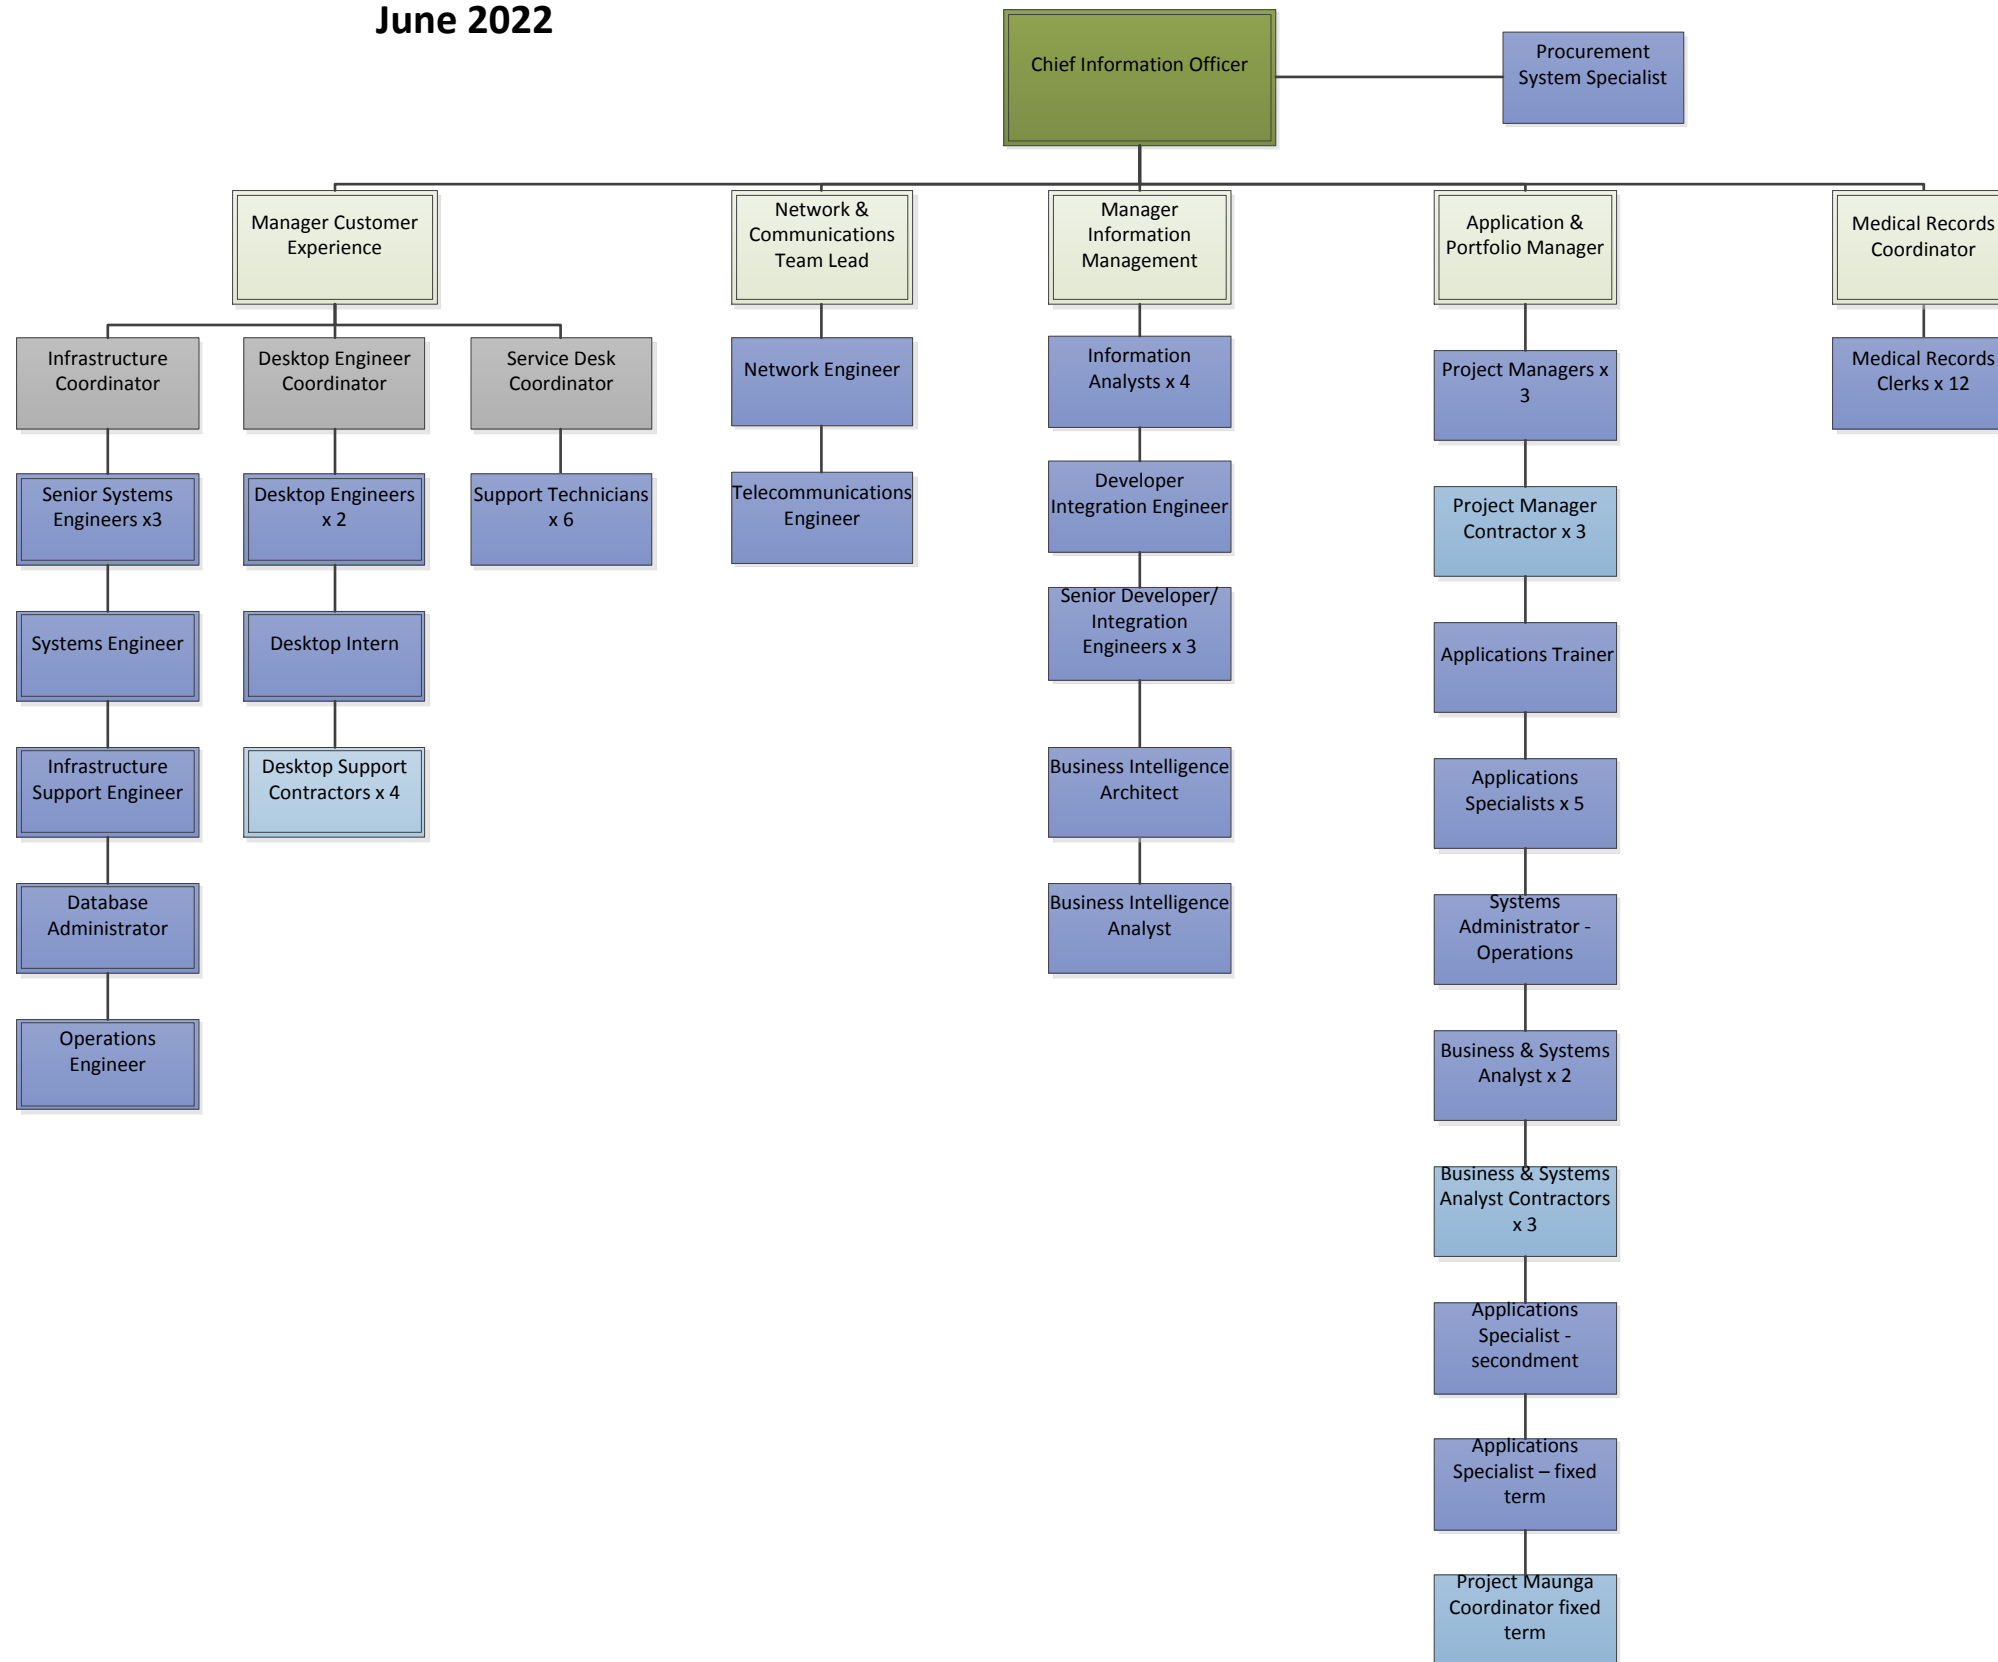 June 2022
Chief Information Officer
Procurement
System Specialist
Manager Customer
Experience
Network &
Communications
Team Lead
Manager
Information
Management
Application &
Portfolio Manager
Medical Records
Coordinator
Infrastructure
Coordinator
Desktop Engineer
Coordinator
Service Desk
Coordinator
Network Engineer
Information
Analysts x 4
Project Managers x
3
Medical Records
Clerks x 12
Senior Systems
Engineers x3
Desktop Engineers
x 2
Support Technicians
x 6
Telecommunications
Engineer
Developer
Integration Engineer
Project Manager
Contractor x 3
Systems Engineer
Desktop Intern
Senior Developer/
Integration
Engineers x 3
Applications Trainer
Infrastructure
Support Engineer
Desktop Support
Contractors x 4
Business Intelligence
Architect
Applications
Specialists x 5
Database
Administrator
Business Intelligence
Analyst
Systems
Administrator -
Operations
Operations
Engineer
Business & Systems
Analyst x 2
Business & Systems
Analyst Contractors
x 3
Applications
Specialist -
secondment
Applications
Specialist – fixed
term
Project Maunga
Coordinator fixed
term